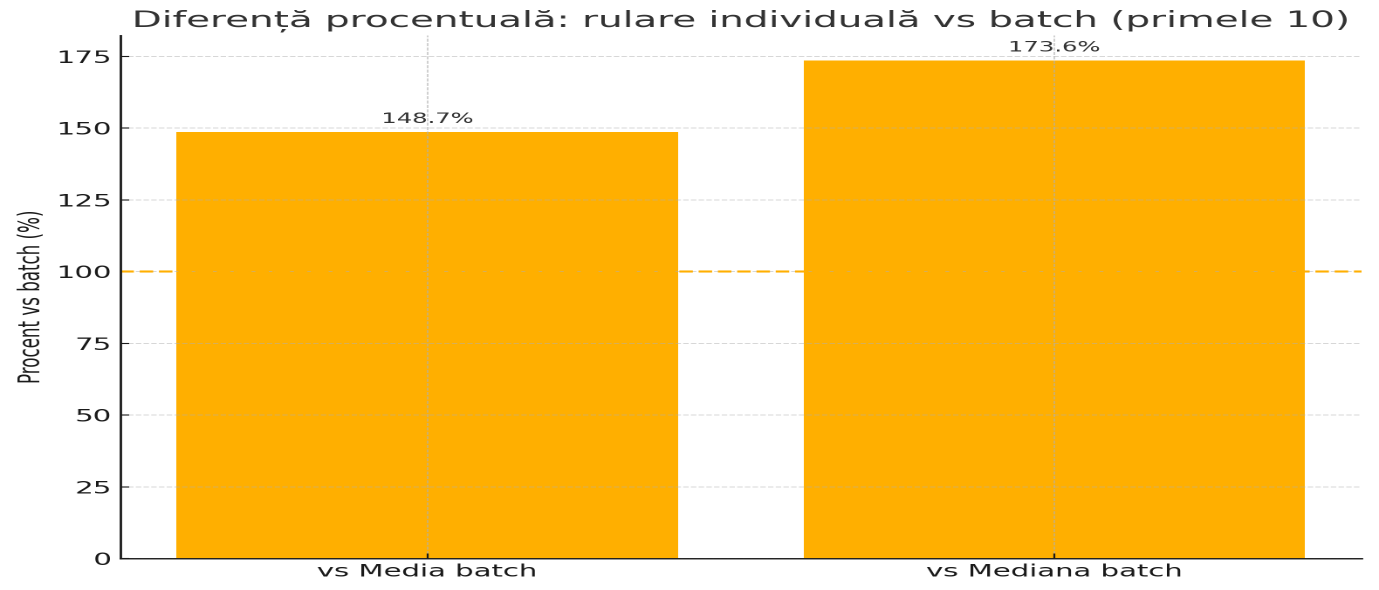 Diferență procentuală: rulare individuală vs batch (primele 10)
175
150
125
100
75
50
25
0
Procent vs batch (%)
148.7%
173.6%
vs Media batch
vs Mediana batch